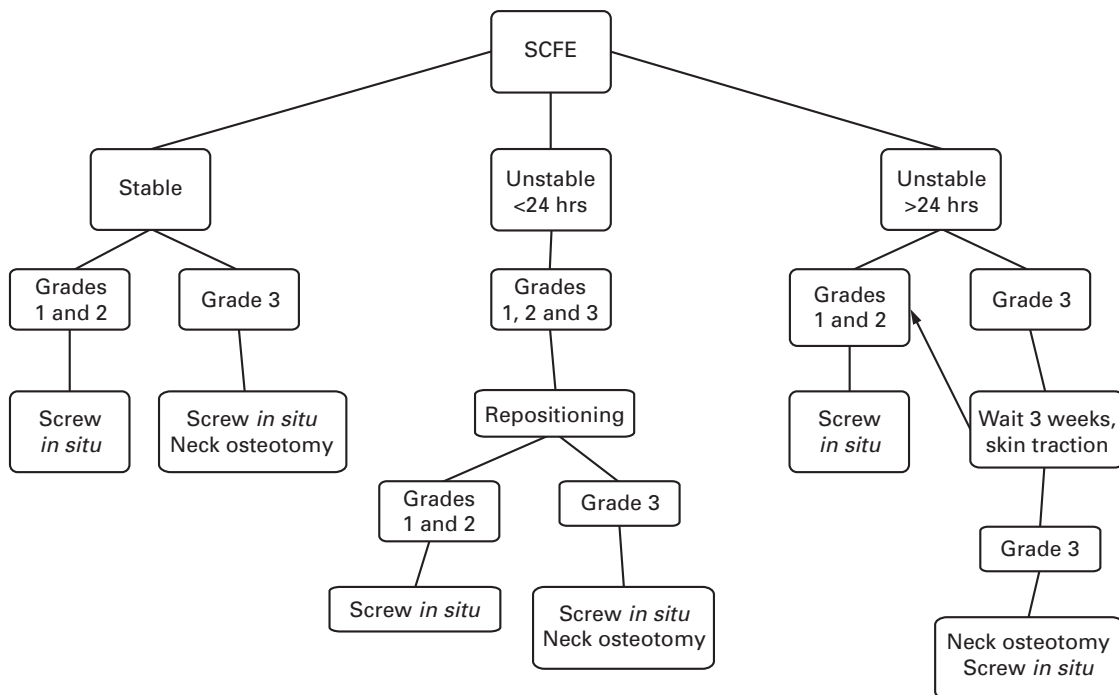 SCFE
Stable
Unstable
<24 hrs
Unstable
>24 hrs
Grades
1 and 2
Grade 3
Grades
1, 2 and 3
Grades
1 and 2
Grade 3
Screw
in situ
Screw in situ
Neck osteotomy
Repositioning
Screw
in situ
Wait 3 weeks,
skin traction
Grades
1 and 2
Grade 3
Grade 3
Screw in situ
Screw in situ
Neck osteotomy
Neck osteotomy
Screw in situ